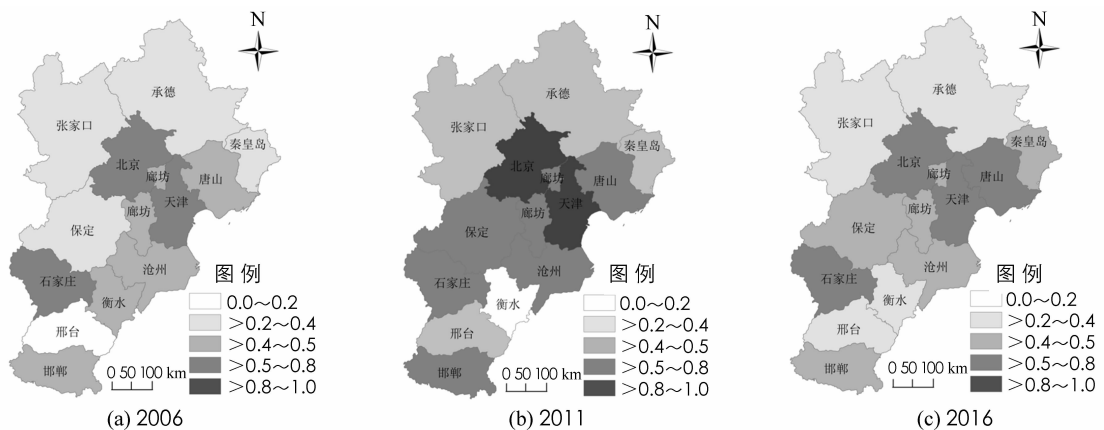 N
承德
张家口
秦皇岛
北京
廊坊
唐山
天津
廊坊
保定
沧州
石家庄
衡水
邢台
邯郸
图例
0.0～0.2
>0.2～0.4
>0.4～0.5
>0.5～0.8
>0.8～1.0
0 50 100 km
(a) 2006
N
承德
张家口
秦皇岛
北京
廊坊
唐山
天津
廊坊
保定
沧州
石家庄
衡水
邢台
邯郸
图例
0.0～0.2
>0.2～0.4
>0.4～0.5
>0.5～0.8
>0.8～1.0
0 50 100 km
(b) 2011
N
承德
张家口
秦皇岛
北京
廊坊
唐山
天津
廊坊
保定
沧州
石家庄
衡水
邢台
邯郸
图例
0.0～0.2
>0.2～0.4
>0.4～0.5
>0.5～0.8
>0.8～1.0
0 50 100 km
(c) 2016